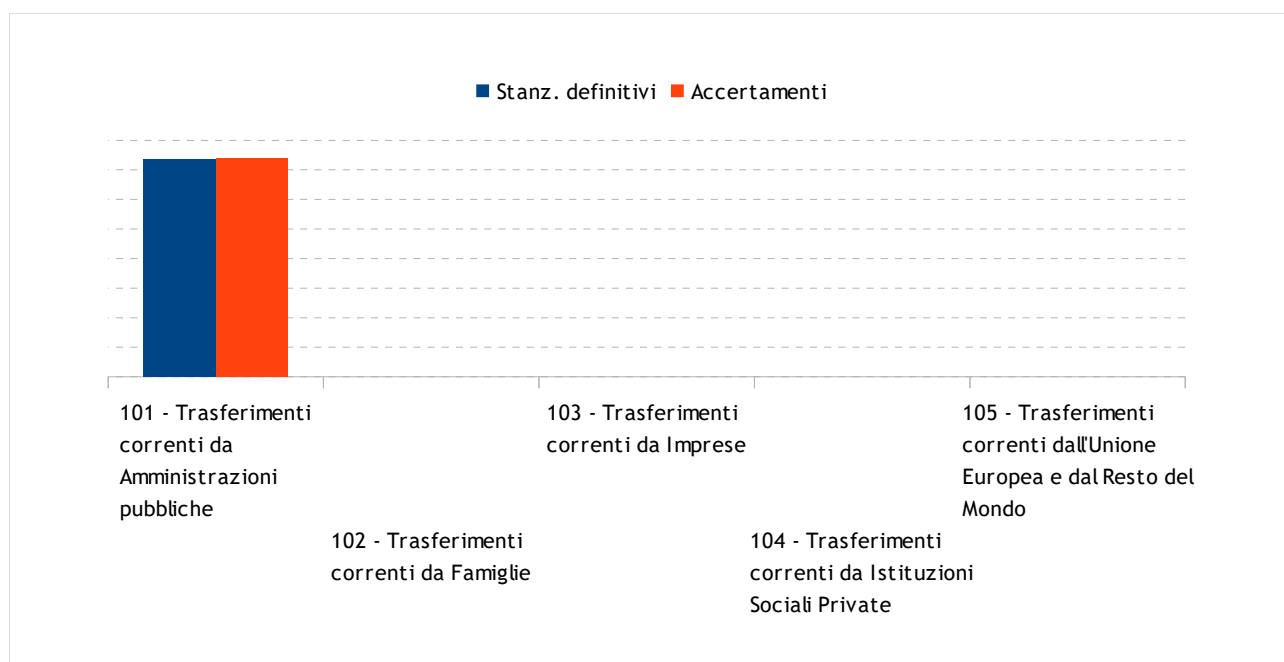 Stanz. definitivi Accertamenti
101 - Trasferimenti
correnti da
Amministrazioni
pubbliche
102 - Trasferimenti
correnti da Famiglie
103 - Trasferimenti
correnti da Imprese
104 - Trasferimenti
correnti da Istituzioni
Sociali Private
105 - Trasferimenti
correnti dall'Unione
Europea e dal Resto del
Mondo